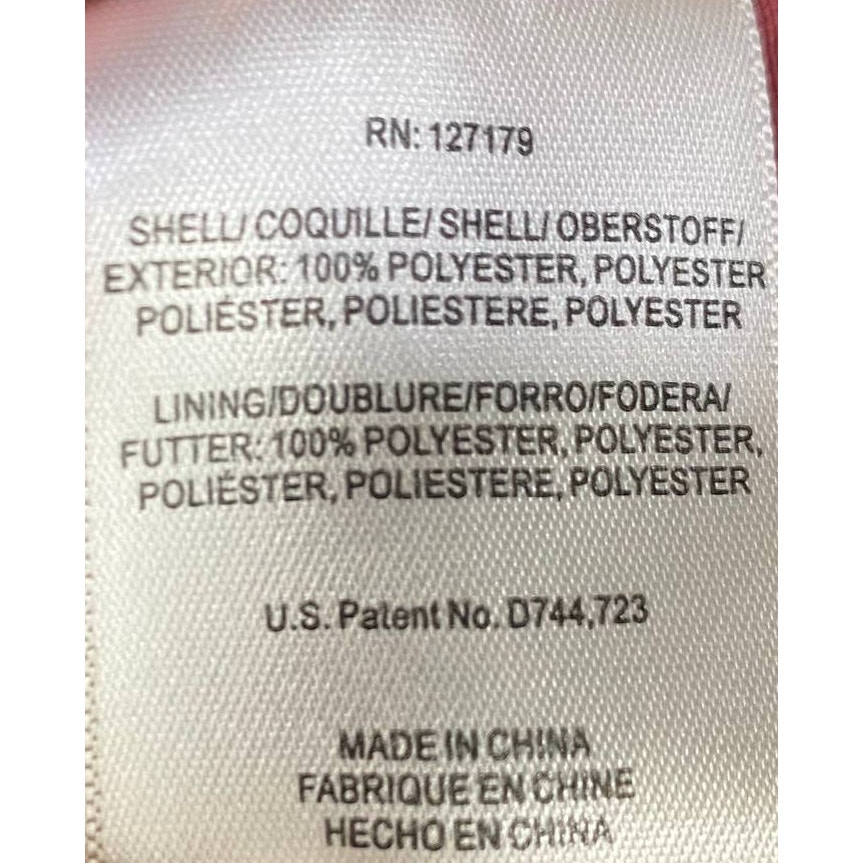 RN: 127179
SHELL/ COQUILLE/ SHELL/ OBERSTOFF/
EXTERIOR: 100% POLYESTER, POLYESTER
POLIÉSTER, POLIESTERE, POLYESTER
LINING/DOUBLURE/FORRO/FODERA/
FUTTER: 100% POLYESTER, POLYESTER,
POLIÉSTER, POLIESTERE, POLYESTER
U.S. Patent No. D744,723
MADE IN CHINA
FABRIQUE EN CHINE
HECHO EN CHINA